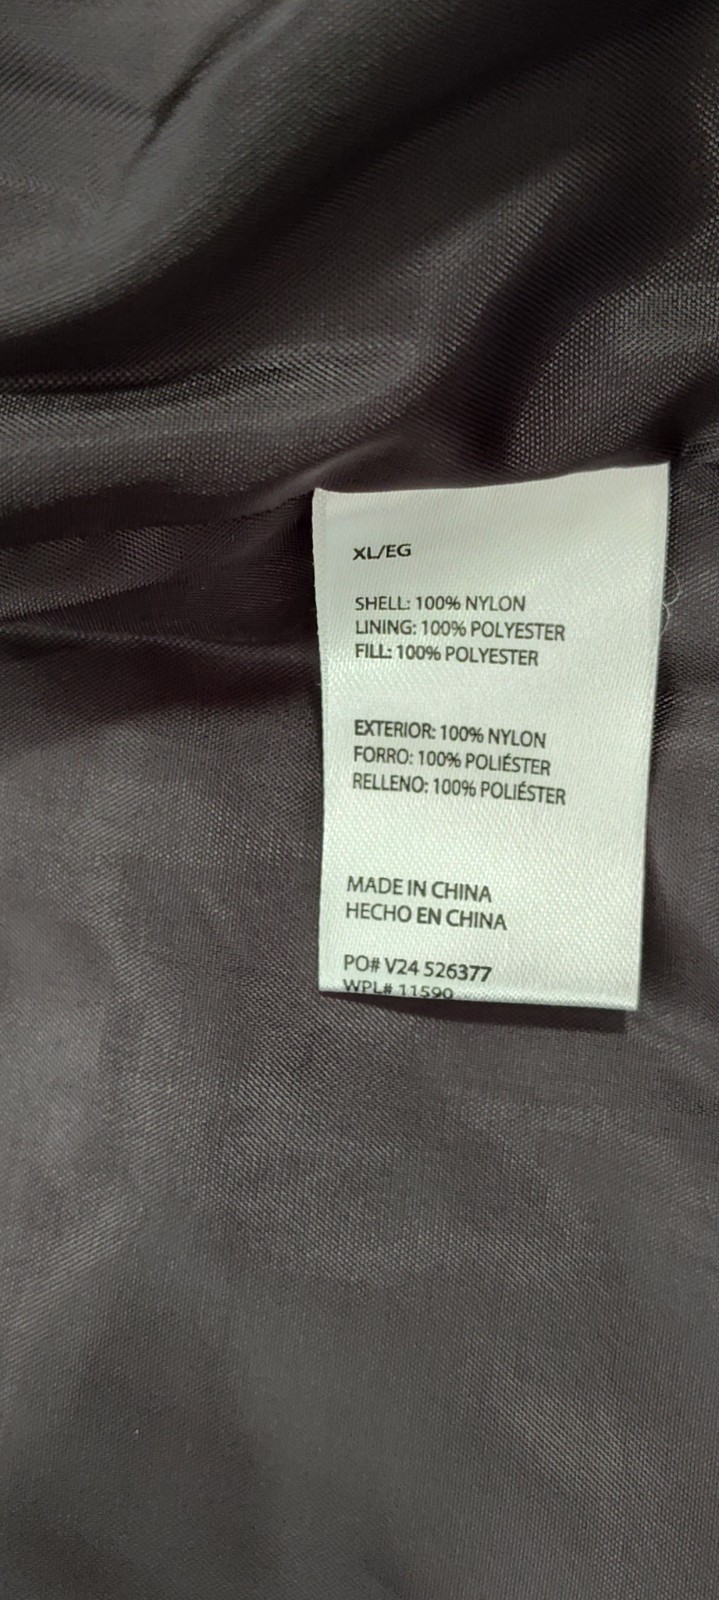 XL/EG
SHELL: 100% NYLON
LINING: 100% POLYESTER
FILL: 100% POLYESTER
EXTERIOR: 100% NYLON
FORRO: 100% POLIÉSTER
RELLENO: 100% POLIÉSTER
MADE IN CHINA
HECHO EN CHINA
PO# V24 526377
WPL# 11590